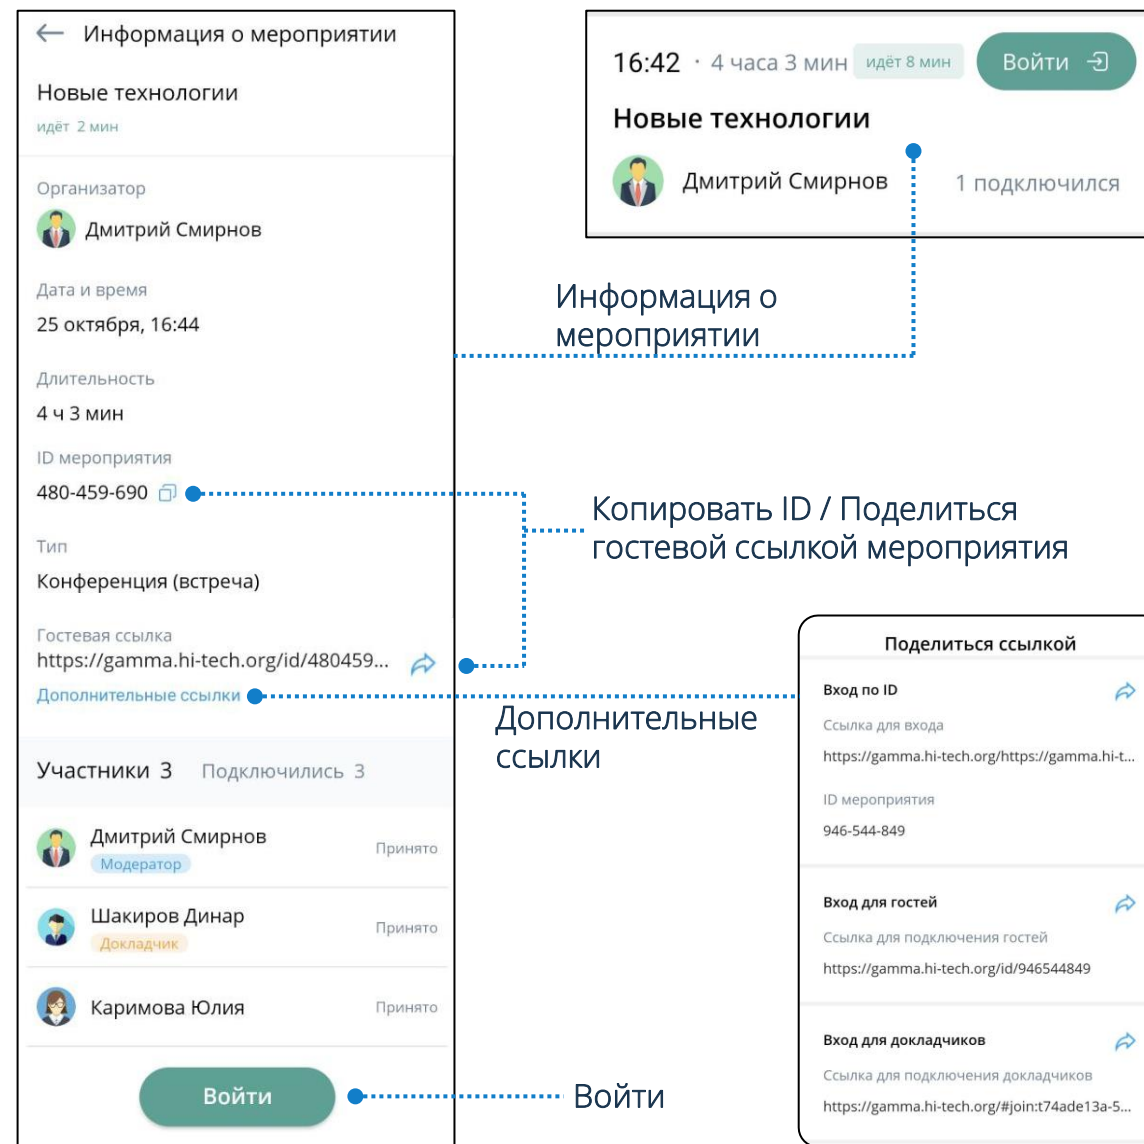 Информация о мероприятии
Новые технологии
идёт 2 мин
Организатор
Дмитрий Смирнов
Дата и время
25 октября, 16:44
Длительность
4 ч 3 мин
ID мероприятия
480-459-690
Тип
Конференция (встреча)
Гостевая ссылка
https://gamma.hi-tech.org/id/480459...
Дополнительные ссылки
Участники 3 Подключились 3
Дмитрий Смирнов
Модератор
Принято
Шакиров Динар
Докладчик
Принято
Каримова Юлия
Принято
Войти
16:42 · 4 часа 3 мин идёт 8 мин Войти
Новые технологии
Дмитрий Смирнов 1 подключился
Информация о
мероприятии
Копировать ID / Поделиться
гостевой ссылкой мероприятия
Дополнительные
ссылки
Войти
Поделиться ссылкой
Вход по ID
Ссылка для входа
https://gamma.hi-tech.org/https://gamma.hi-t...
ID мероприятия
946-544-849
Вход для гостей
Ссылка для подключения гостей
https://gamma.hi-tech.org/id/946544849
Вход для докладчиков
Ссылка для подключения докладчиков
https://gamma.hi-tech.org/#join:t74ade13a-5...